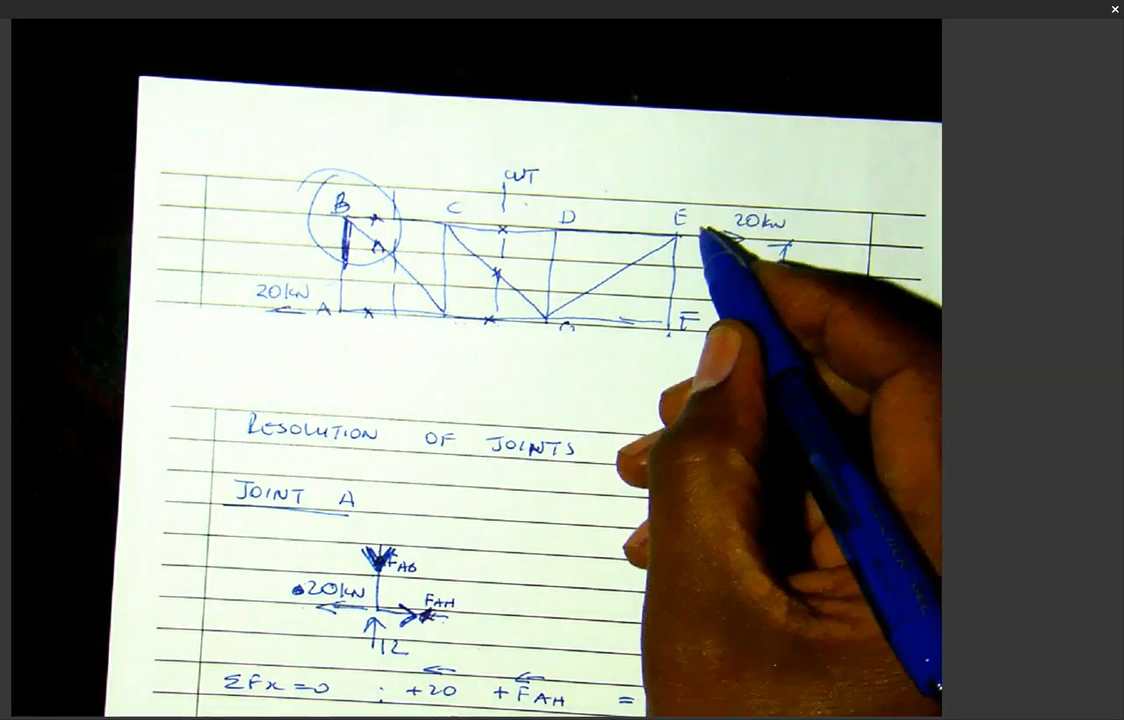 CUT
B C D E 20kN
20kN A F
RESOLUTION OF JOINTS
JOINT A
FAB
20kN FAH
12
ΣFx=0 : +20 +FAH =